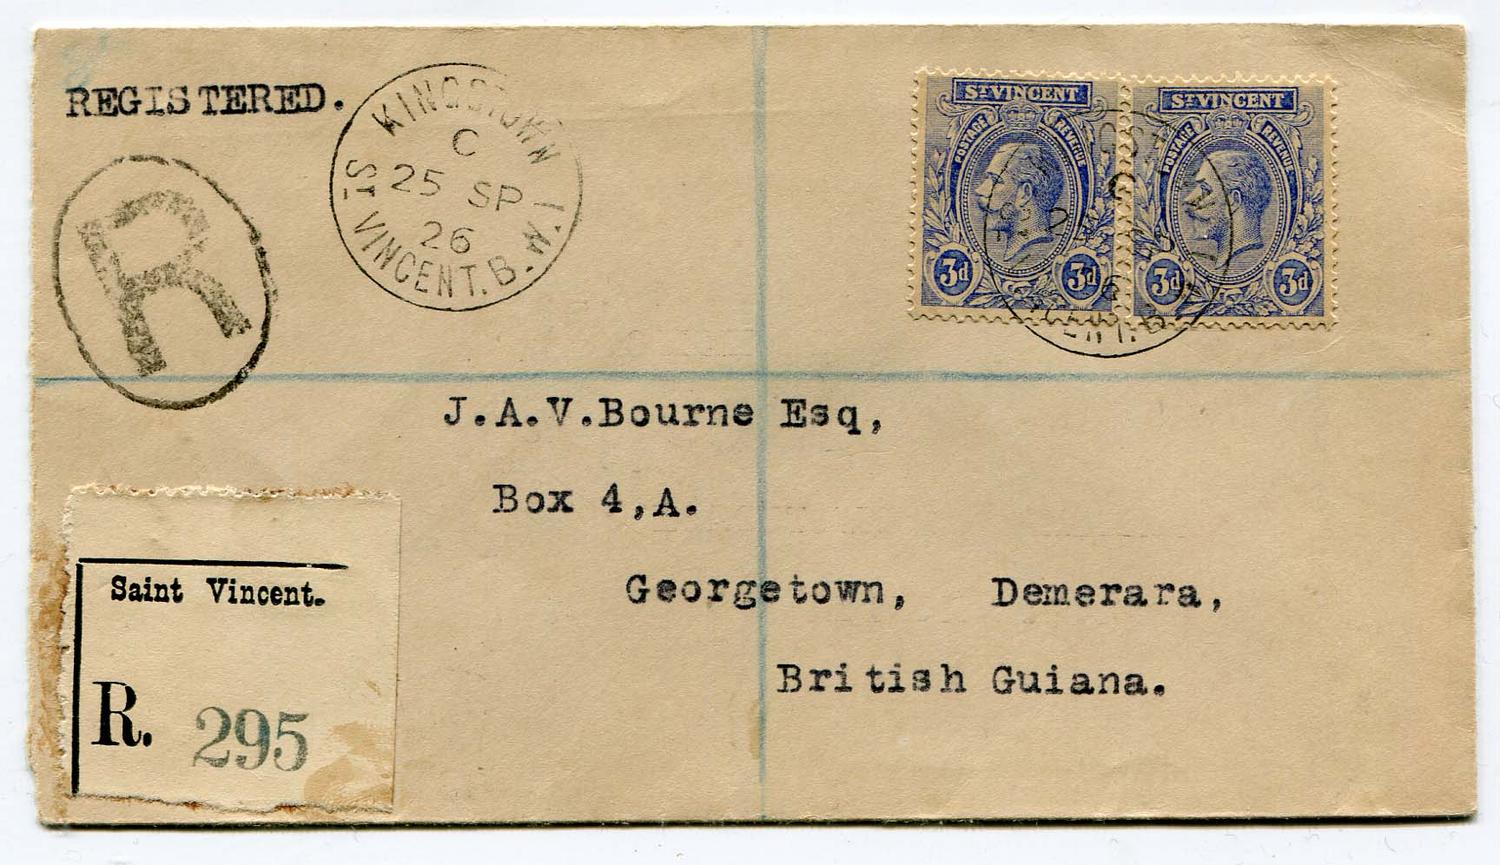 REGISTERED.
KINGSTOWN
C
25 SP
26
ST VINCENT. B.W.I.
R
ST VINCENT
POSTAGE REVENUE
3d 3d
ST VINCENT
POSTAGE REVENUE
3d 3d
J.A.V.Bourne Esq,
Box 4,A.
Georgetown, Demerara,
British Guiana.
Saint Vincent.
R. 295